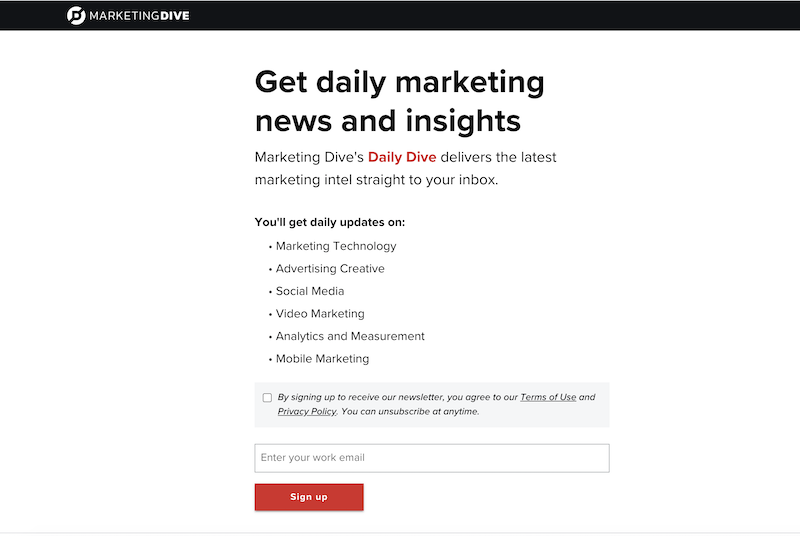 MARKETINGDIVE
Get daily marketing
news and insights
Marketing Dive's Daily Dive delivers the latest
marketing intel straight to your inbox.
You'll get daily updates on:
• Marketing Technology
• Advertising Creative
• Social Media
• Video Marketing
• Analytics and Measurement
• Mobile Marketing
By signing up to receive our newsletter, you agree to our Terms of Use and
Privacy Policy. You can unsubscribe at anytime.
Enter your work email
Sign up